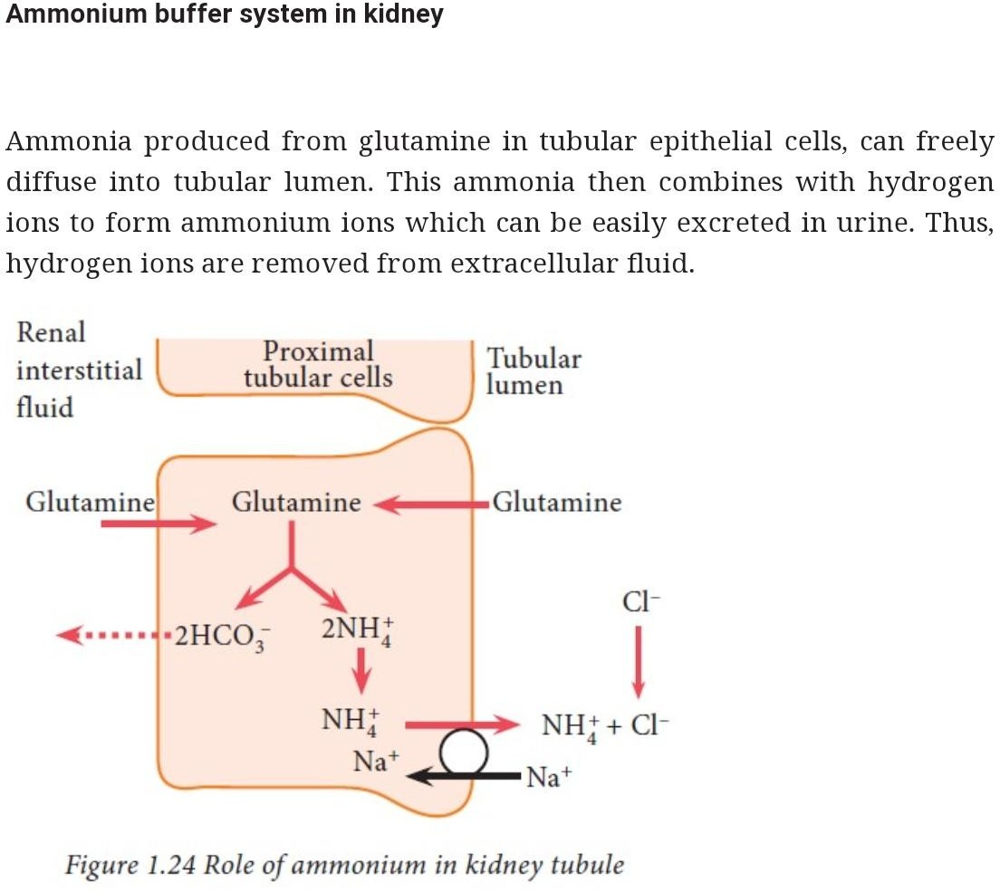 Ammonium buffer system in kidney
Ammonia produced from glutamine in tubular epithelial cells, can freely
diffuse into tubular lumen. This ammonia then combines with hydrogen
ions to form ammonium ions which can be easily excreted in urine. Thus,
hydrogen ions are removed from extracellular fluid.
Renal
interstitial
fluid
Proximal
tubular cells
Tubular
lumen
Glutamine
Glutamine
Glutamine
Cl⁻
2HCO₃⁻
2NH₄⁺
NH₄⁺
NH₄⁺ + Cl⁻
Na⁺
Na⁺
Figure 1.24 Role of ammonium in kidney tubule